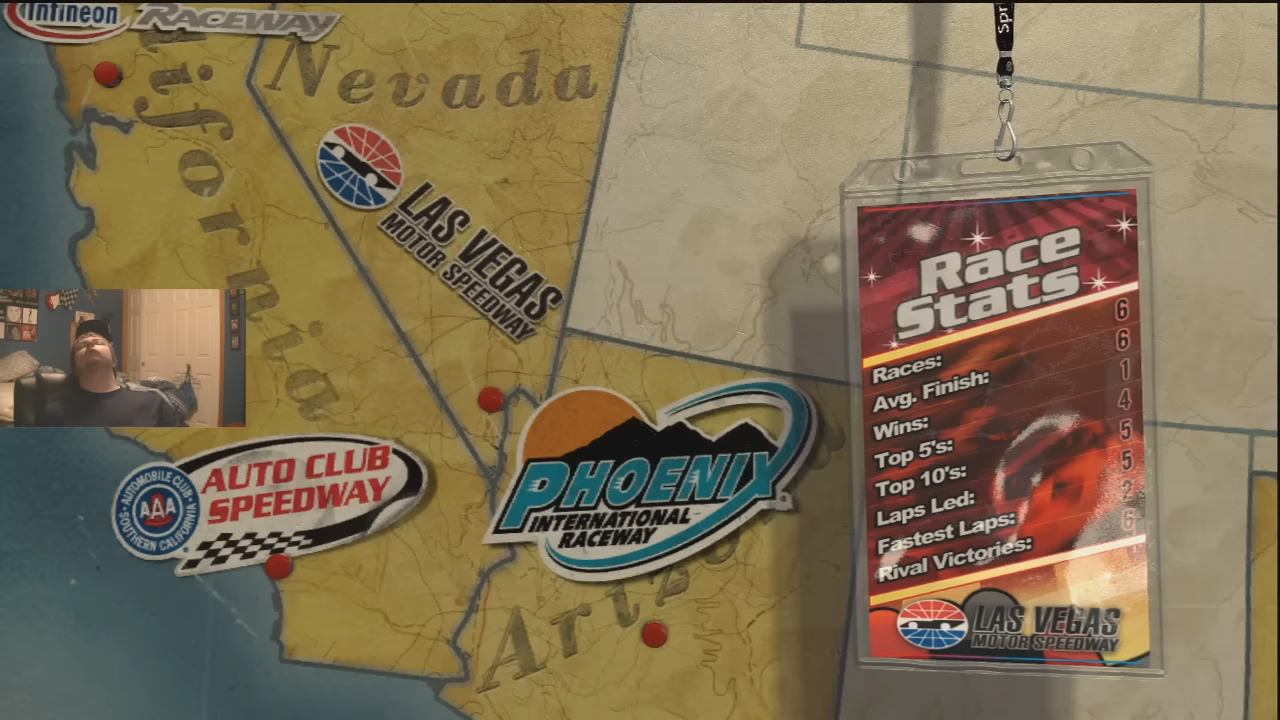 Infineon
RACEWAY
Nevada
lifornia
LAS VEGAS
MOTOR SPEEDWAY
AUTOMOBILE CLUB
AAA
SOUTHERN CALIFORNIA
AUTO CLUB
SPEEDWAY
PHOENIX
INTERNATIONAL
RACEWAY
Spri
Race
Stats
Races: 6
Avg. Finish: 6
Wins: 1
Top 5's: 4
Top 10's: 5
Laps Led: 5
Fastest Laps: 2
Rival Victories: 6
LAS VEGAS
MOTOR SPEEDWAY